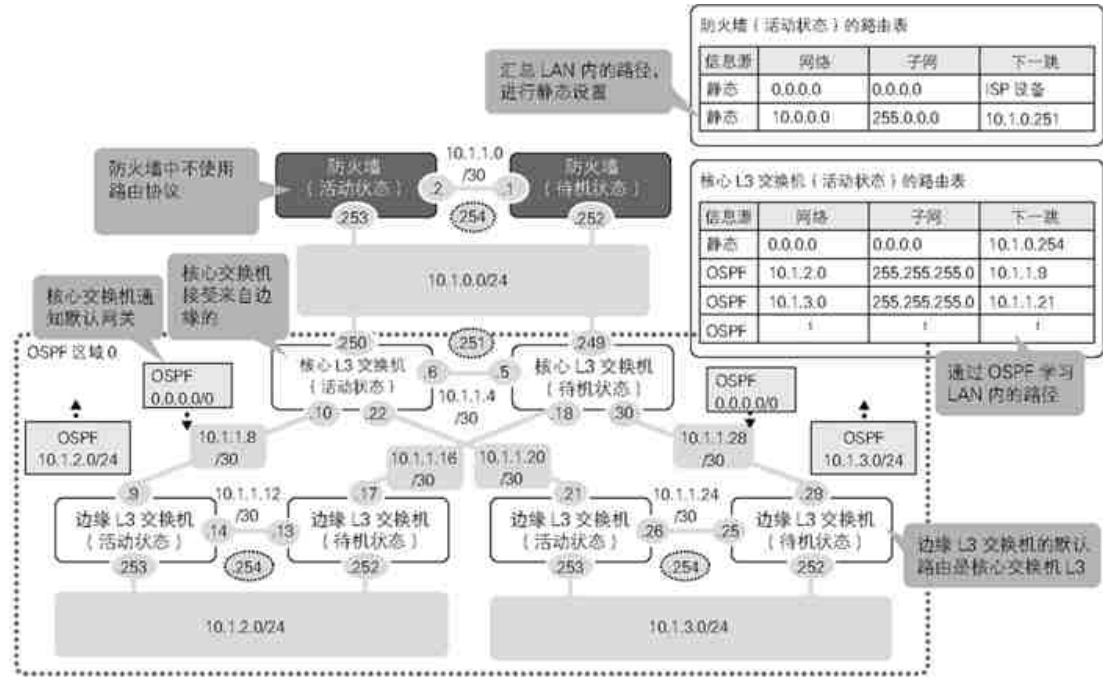 防火墙（活动状态）的路由表
信息源 网络 子网 下一跳
静态 0.0.0.0 0.0.0.0 ISP 设备
静态 10.0.0.0 255.0.0.0 10.1.0.251
汇总 LAN 内的路径，
进行静态设置
防火墙中不使用
路由协议
防火墙
（活动状态）
.2
10.1.1.0
/30
.1
防火墙
（待机状态）
.253
.254
.252
核心 L3 交换机（活动状态）的路由表
信息源 网络 子网 下一跳
静态 0.0.0.0 0.0.0.0 10.1.0.254
OSPF 10.1.2.0 255.255.255.0 10.1.1.9
OSPF 10.1.3.0 255.255.255.0 10.1.1.21
OSPF
通过 OSPF 学习
LAN 内的路径
10.1.0.0/24
核心交换机通
知默认网关
核心交换机
接受来自边
缘的
OSPF 区域 0
.250
.251
.249
核心 L3 交换机
（活动状态）
.6
.5
10.1.1.4
/30
核心 L3 交换机
（待机状态）
.10
.22
.18
.30
OSPF
0.0.0.0/0
OSPF
0.0.0.0/0
OSPF
10.1.2.0/24
OSPF
10.1.3.0/24
10.1.1.8
/30
10.1.1.16
/30
10.1.1.20
/30
10.1.1.28
/30
.9
10.1.1.12
/30
.17
.21
10.1.1.24
/30
.29
边缘 L3 交换机
（活动状态）
.14
.13
边缘 L3 交换机
（待机状态）
边缘 L3 交换机
（活动状态）
.26
.25
边缘 L3 交换机
（待机状态）
.253
.254
.252
.253
.254
.252
边缘 L3 交换机的默认
路由是核心交换机 L3
10.1.2.0/24
10.1.3.0/24